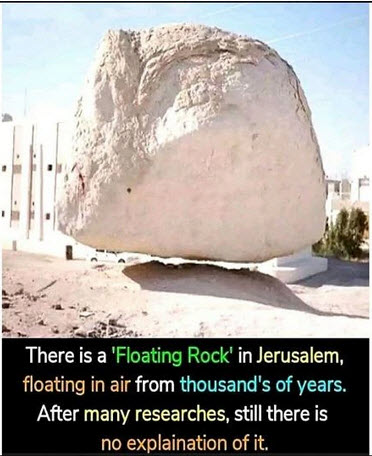 There is a 'Floating Rock' in Jerusalem,
floating in air from thousand's of years.
After many researches, still there is
no explaination of it.